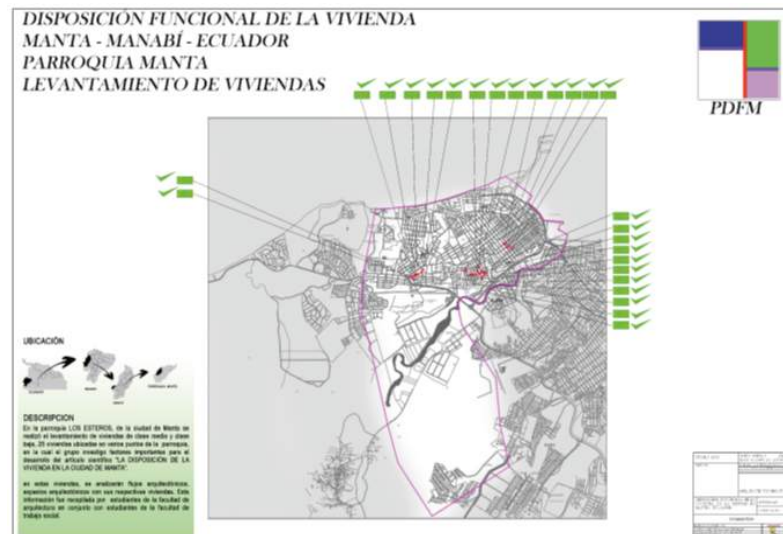 DISPOSICIÓN FUNCIONAL DE LA VIVIENDA
MANTA - MANABÍ - ECUADOR
PARROQUIA MANTA
LEVANTAMIENTO DE VIVIENDAS
PDFM
UBICACIÓN
DESCRIPCION
En la parroquia LOS ESTEROS, de la ciudad de Manta se
realizó el levantamiento de viviendas de clase media y clase
baja, 25 viviendas ubicadas en varios puntos de la parroquia,
en la cual el grupo investigo factores importantes para el
desarrollo del artículo científico "LA DISPOSICIÓN DE LA
VIVIENDA EN LA CIUDAD DE MANTA".
en estas viviendas, se analizarón flujos arquitectónicos,
espacios arquitectónicos con sus respectivas viviendas. Esta
información fue recopilada por estudiantes de la facultad de
arquitectura en conjunto con estudiantes de la facultad de
trabajo social.